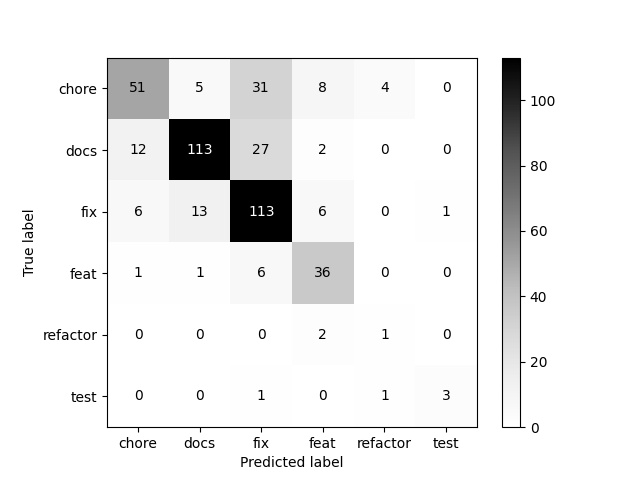 chore 51 5 31 8 4 0
docs 12 113 27 2 0 0
fix 6 13 113 6 0 1
feat 1 1 6 36 0 0
refactor 0 0 0 2 1 0
test 0 0 1 0 1 3
chore docs fix feat refactor test
Predicted label
True label
100
80
60
40
20
0